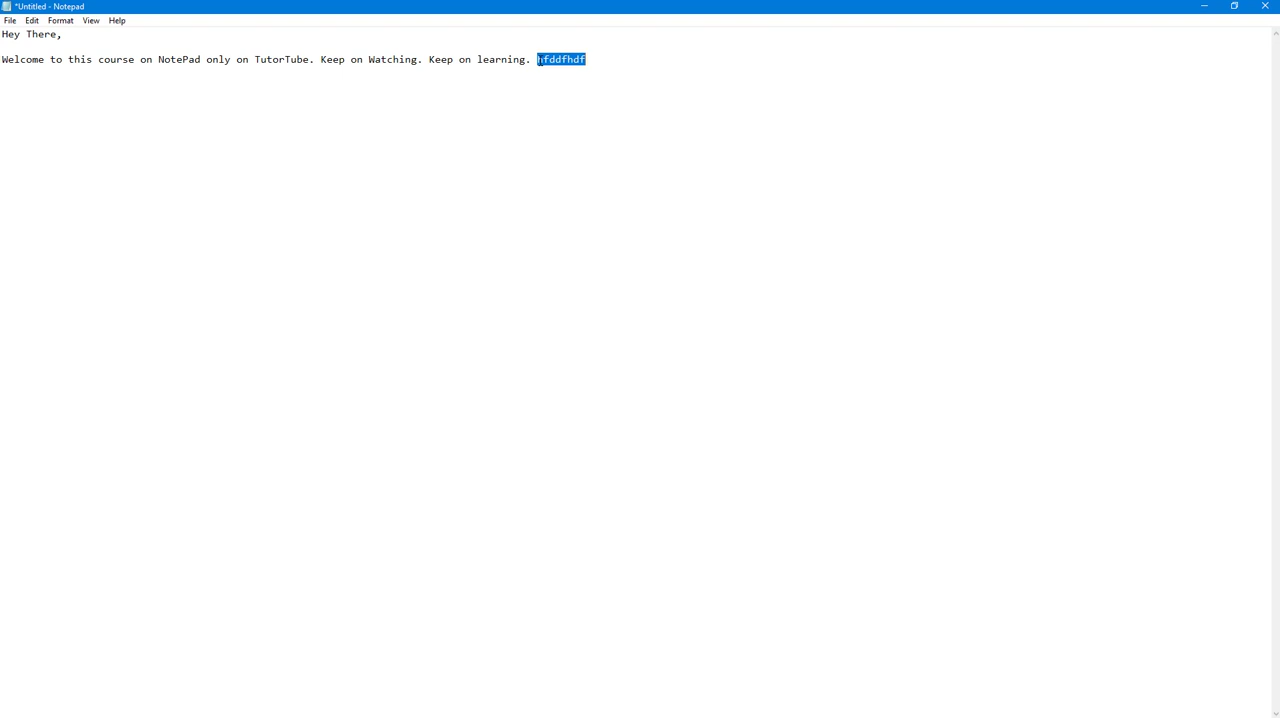 *Untitled - Notepad
File Edit Format View Help
Hey There,
Welcome to this course on NotePad only on TutorTube. Keep on Watching. Keep on learning. hfddfhdf